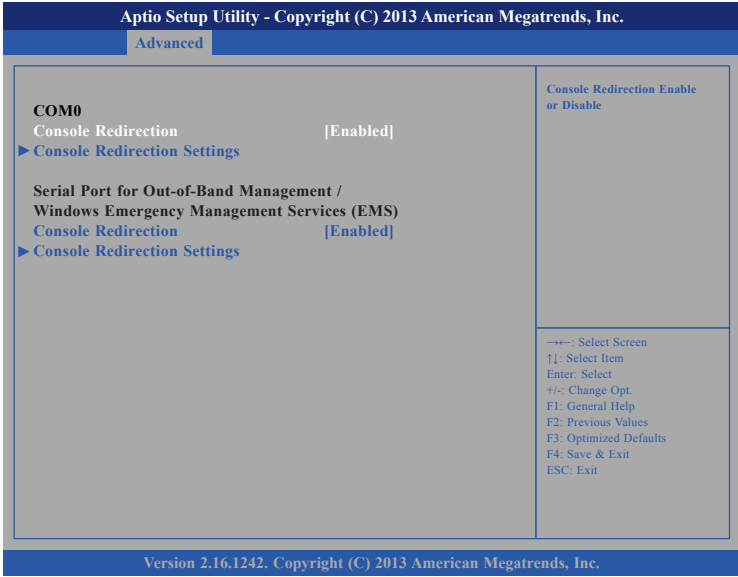 Aptio Setup Utility - Copyright (C) 2013 American Megatrends, Inc.
Advanced
COM0
Console Redirection [Enabled]
▶Console Redirection Settings
Serial Port for Out-of-Band Management /
Windows Emergency Management Services (EMS)
Console Redirection [Enabled]
▶Console Redirection Settings
Console Redirection Enable
or Disable
→←: Select Screen
↑↓: Select Item
Enter: Select
+/-: Change Opt.
F1: General Help
F2: Previous Values
F3: Optimized Defaults
F4: Save & Exit
ESC: Exit
Version 2.16.1242. Copyright (C) 2013 American Megatrends, Inc.